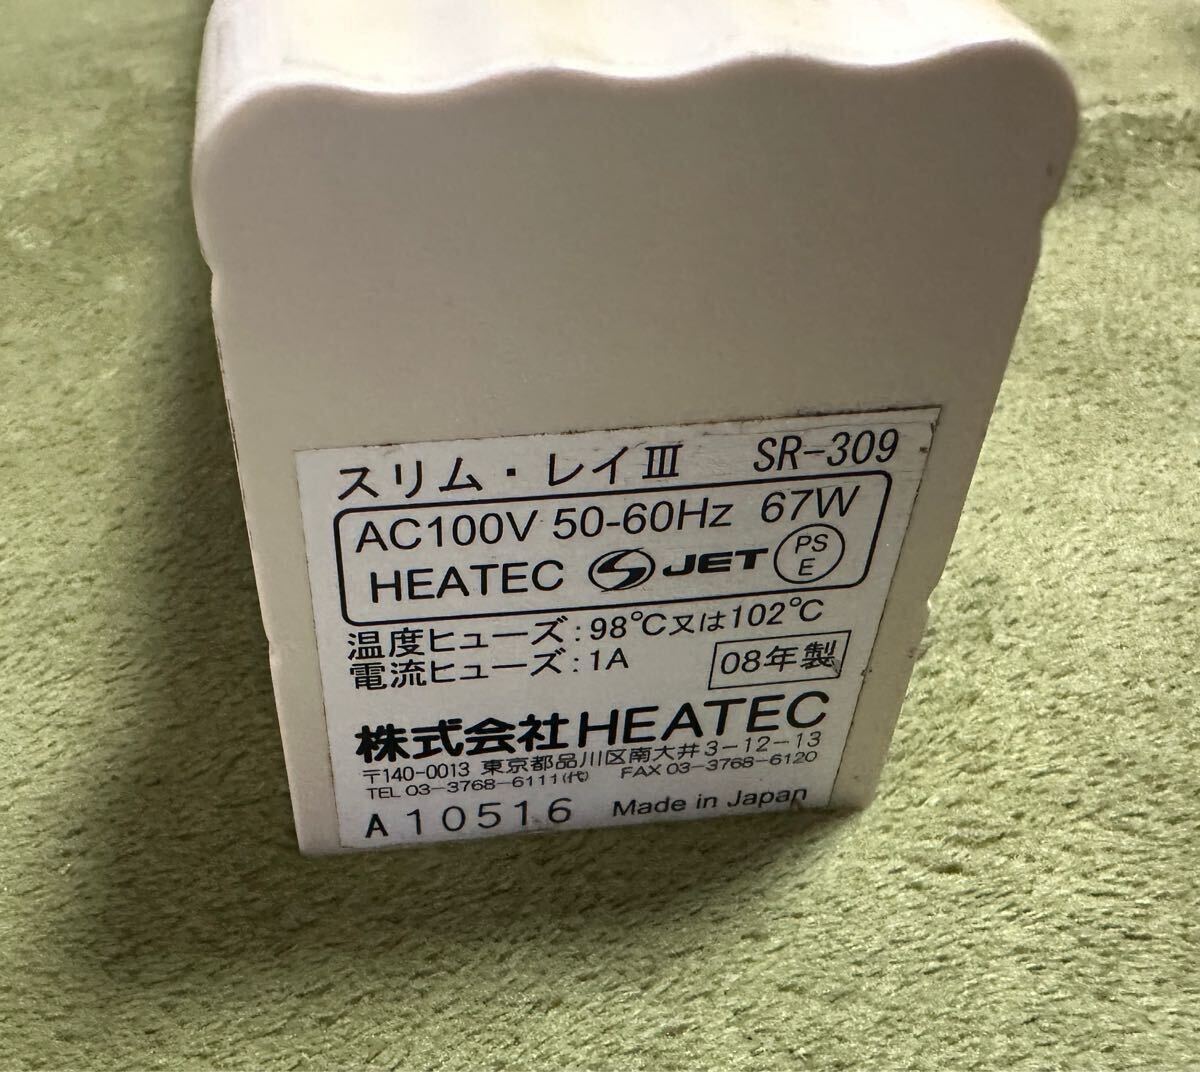 スリム・レイⅢ SR-309
AC100V 50-60Hz 67W
HEATEC JET PS E
温度ヒューズ:98℃又は102℃
電流ヒューズ:1A 08年製
株式会社HEATEC
〒140-0013 東京都品川区南大井3-12-13
TEL 03-3768-6111(代) FAX 03-3768-6120
A10516 Made in Japan